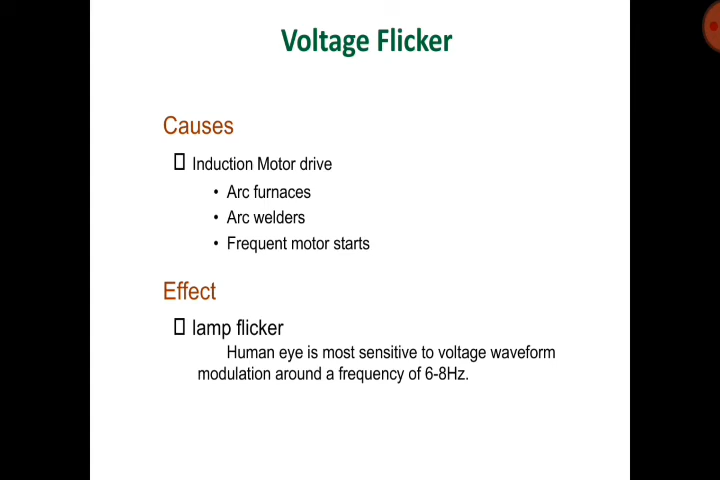 Voltage Flicker
Causes
Induction Motor drive
• Arc furnaces
• Arc welders
• Frequent motor starts
Effect
lamp flicker
Human eye is most sensitive to voltage waveform
modulation around a frequency of 6-8Hz.